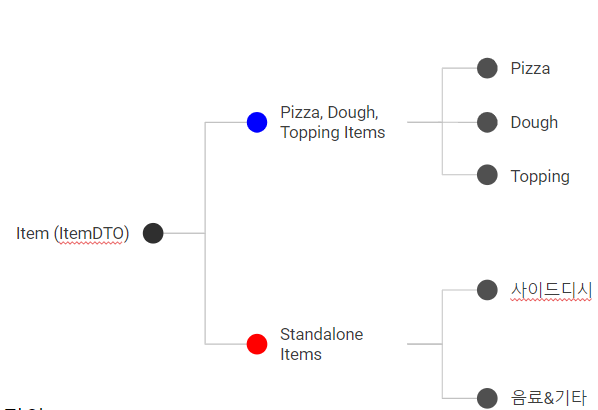 Pizza
Pizza, Dough,
Topping Items
Dough
Topping
Item (ItemDTO)
사이드디시
Standalone
Items
음료&기타